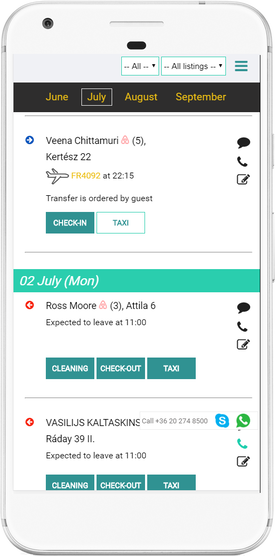 -- All --
-- All listings --
June July August September
Veena Chittamuri (5),
Kertész 22
FR4092 at 22:15
Transfer is ordered by guest
CHECK-IN TAXI
02 July (Mon)
Ross Moore (3), Attila 6
Expected to leave at 11:00
CLEANING CHECK-OUT TAXI
VASILIJS KALTASKINS
Call +36 20 274 8500
Ráday 39 II.
Expected to leave at 11:00
CLEANING CHECK-OUT TAXI